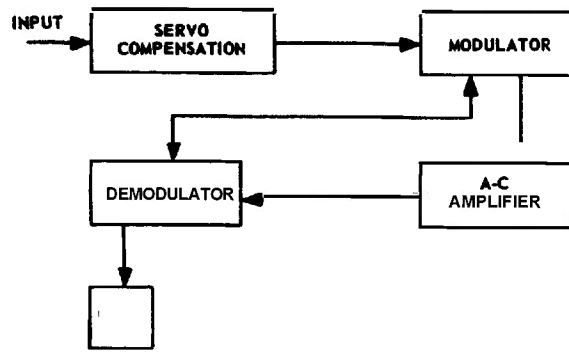 INPUT
SERVO
COMPENSATION
MODULATOR
DEMODULATOR
A-C
AMPLIFIER